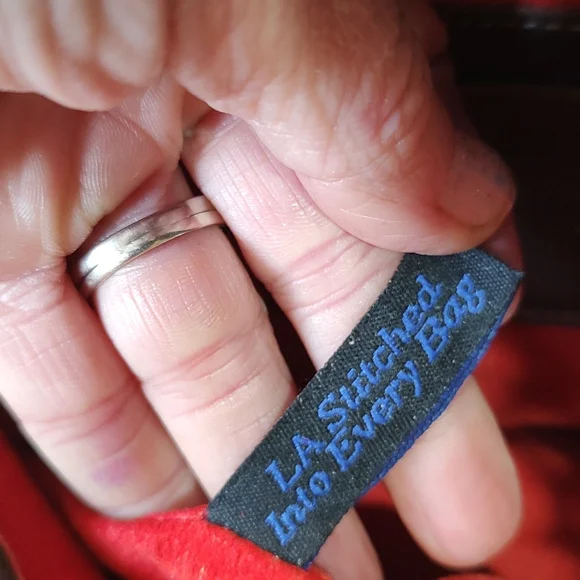 LA Stitched
Into Every Bag